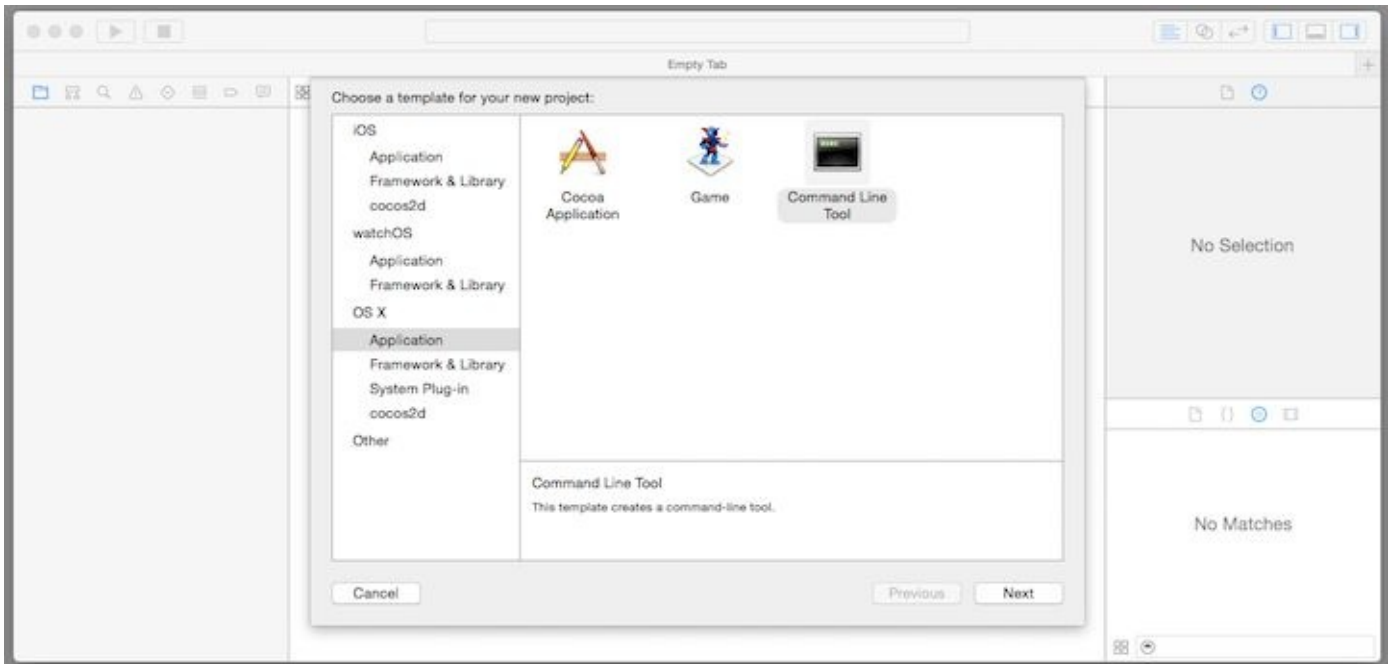 Empty Tab
Choose a template for your new project:
iOS
Application
Framework & Library
cocos2d
watchOS
Application
Framework & Library
OS X
Application
Framework & Library
System Plug-in
cocos2d
Other
Cocoa
Application
Game
Command Line
Tool
Command Line Tool
This template creates a command-line tool.
Cancel
Previous
Next
No Selection
No Matches